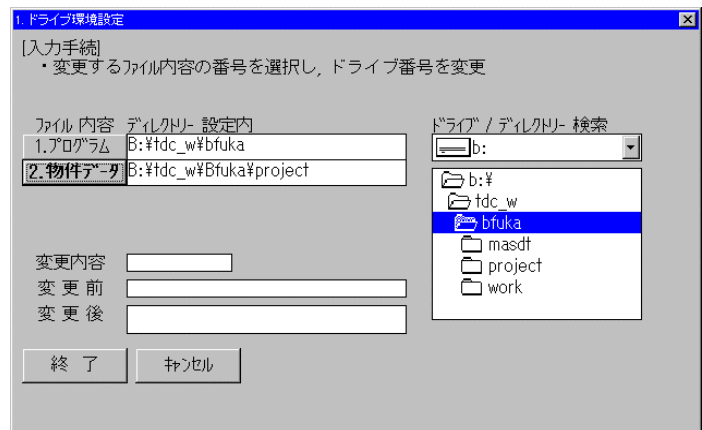 1. ドライブ環境設定
[入力手続]
・変更するﾌｧｲﾙ内容の番号を選択し, ドライブ番号を変更
ﾌｧｲﾙ 内容 ﾃﾞｨﾚｸﾄﾘｰ 設定内
1.ﾌﾟﾛｸﾞﾗﾑ B:¥tdc_w¥bfuka
2.物件ﾃﾞｰﾀ B:¥tdc_w¥Bfuka¥project
変更内容
変 更 前
変 更 後
終 了 ｷｬﾝｾﾙ
ﾄﾞﾗｲﾌﾞ / ﾃﾞｨﾚｸﾄﾘｰ 検索
b:
b:¥
tdc_w
bfuka
masdt
project
work